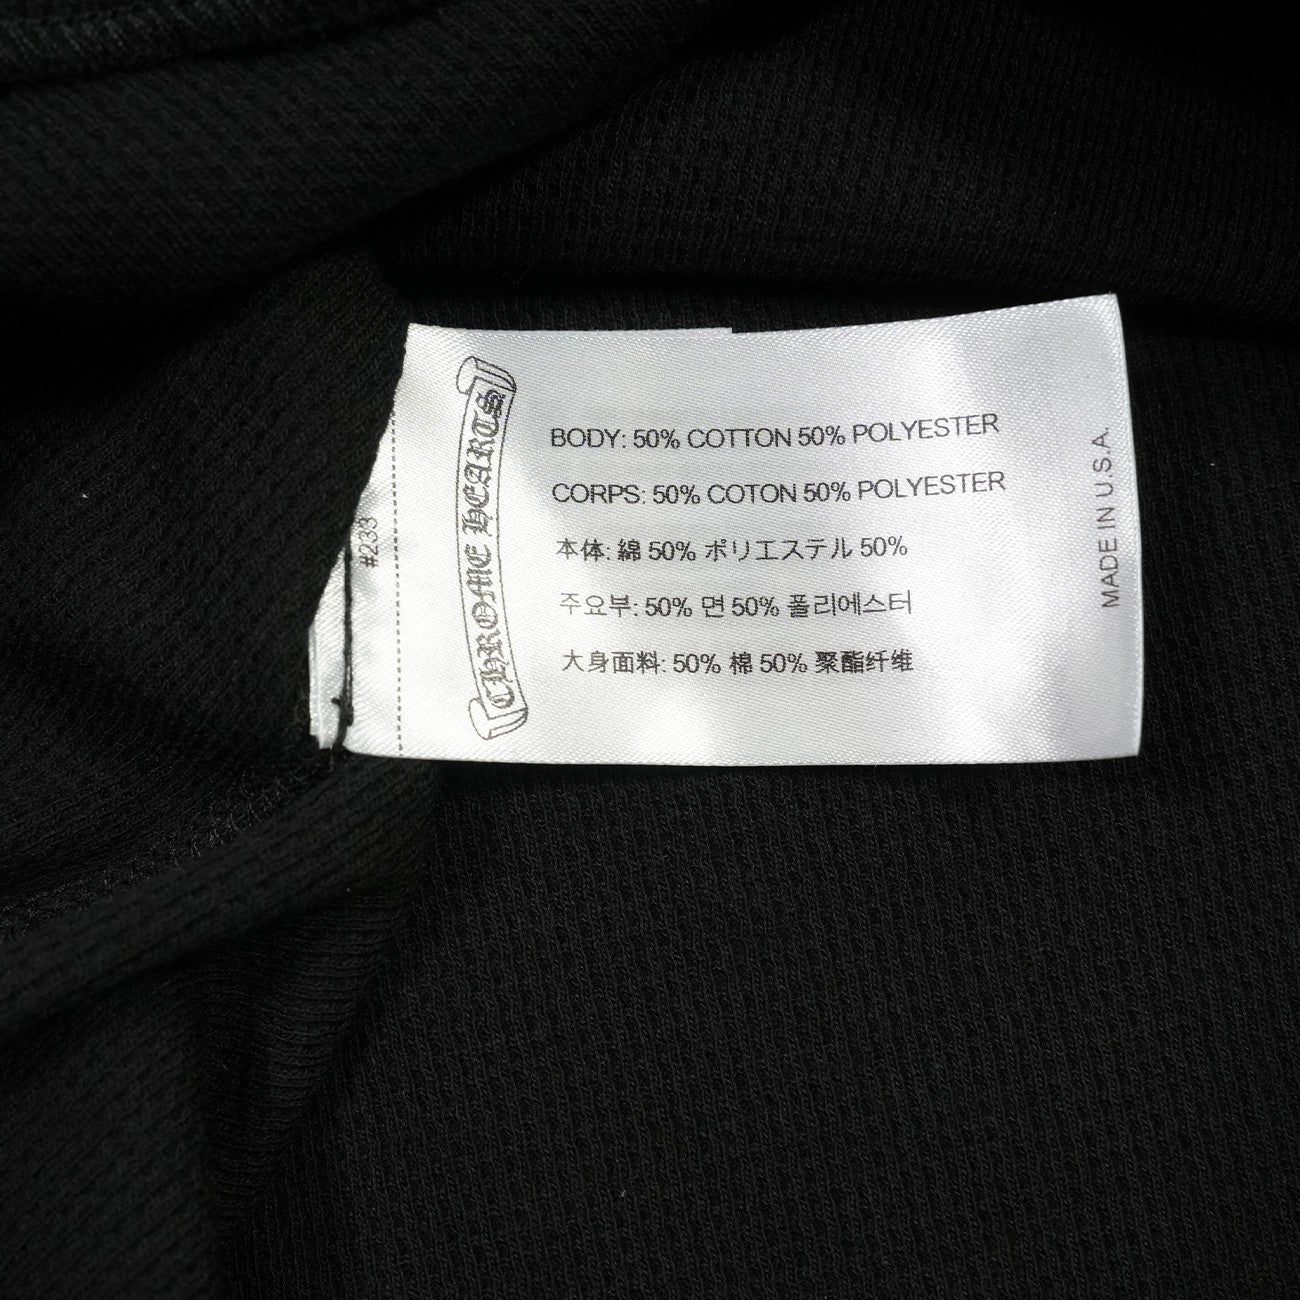 CHROME HEARTS
BODY: 50% COTTON 50% POLYESTER
CORPS: 50% COTON 50% POLYESTER
本体: 綿 50% ポリエステル 50%
주요부: 50% 면 50% 폴리에스터
大身面料: 50% 棉 50% 聚酯纤维
MADE IN U.S.A.
#233